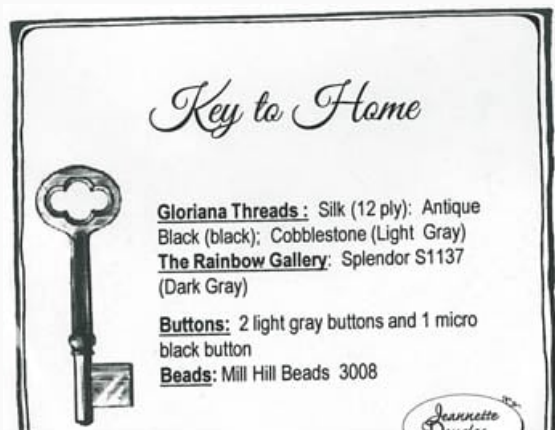 Key to Home
Gloriana Threads : Silk (12 ply): Antique
Black (black); Cobblestone (Light Gray)
The Rainbow Gallery: Splendor S1137
(Dark Gray)
Buttons: 2 light gray buttons and 1 micro
black button
Beads: Mill Hill Beads 3008
Jeannette